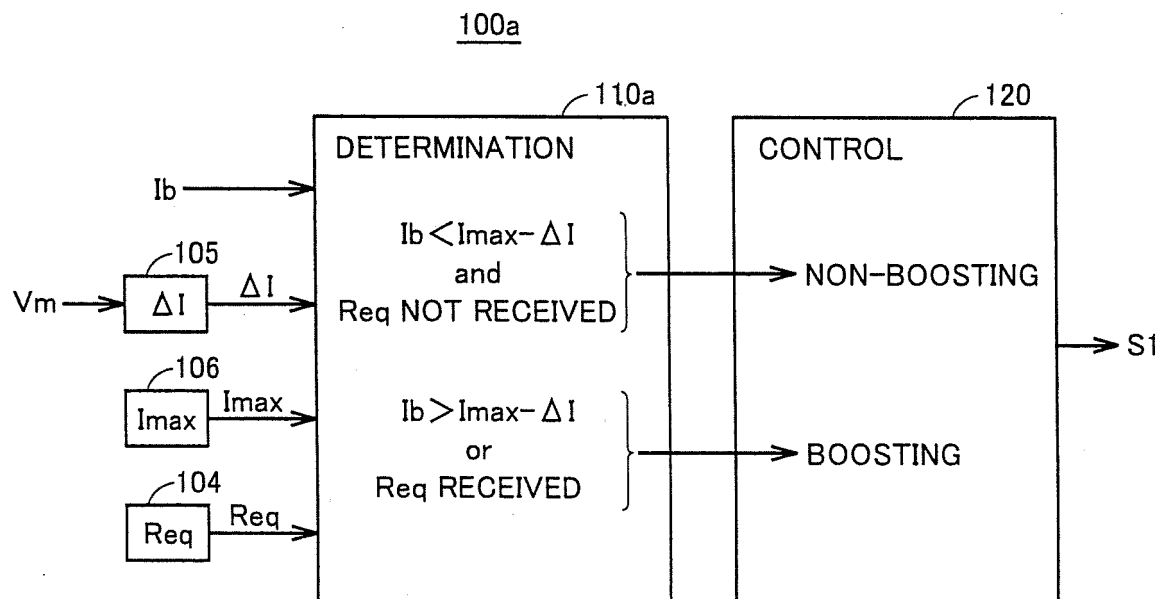 100a
110a
120
DETERMINATION
CONTROL
Ib
Ib<Imax-ΔI
and
Req NOT RECEIVED
NON-BOOSTING
105
Vm
ΔI
ΔI
S1
106
Imax
Imax
Ib>Imax-ΔI
or
Req RECEIVED
BOOSTING
104
Req
Req